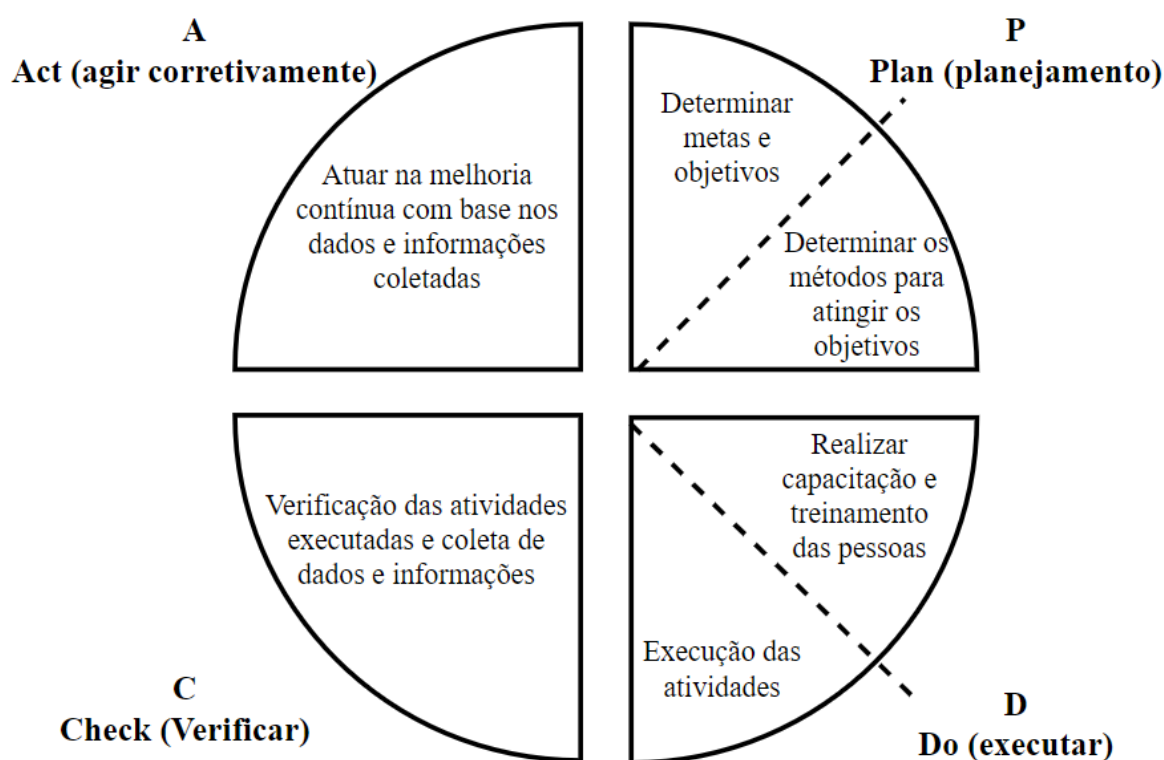 A
Act (agir corretivamente)
Atuar na melhoria
contínua com base nos
dados e informações
coletadas
P
Plan (planejamento)
Determinar
metas e
objetivos
Determinar os
métodos para
atingir os
objetivos
Realizar
capacitação e
treinamento
das pessoas
Execução das
atividades
D
Do (executar)
Verificação das atividades
executadas e coleta de
dados e informações
C
Check (Verificar)